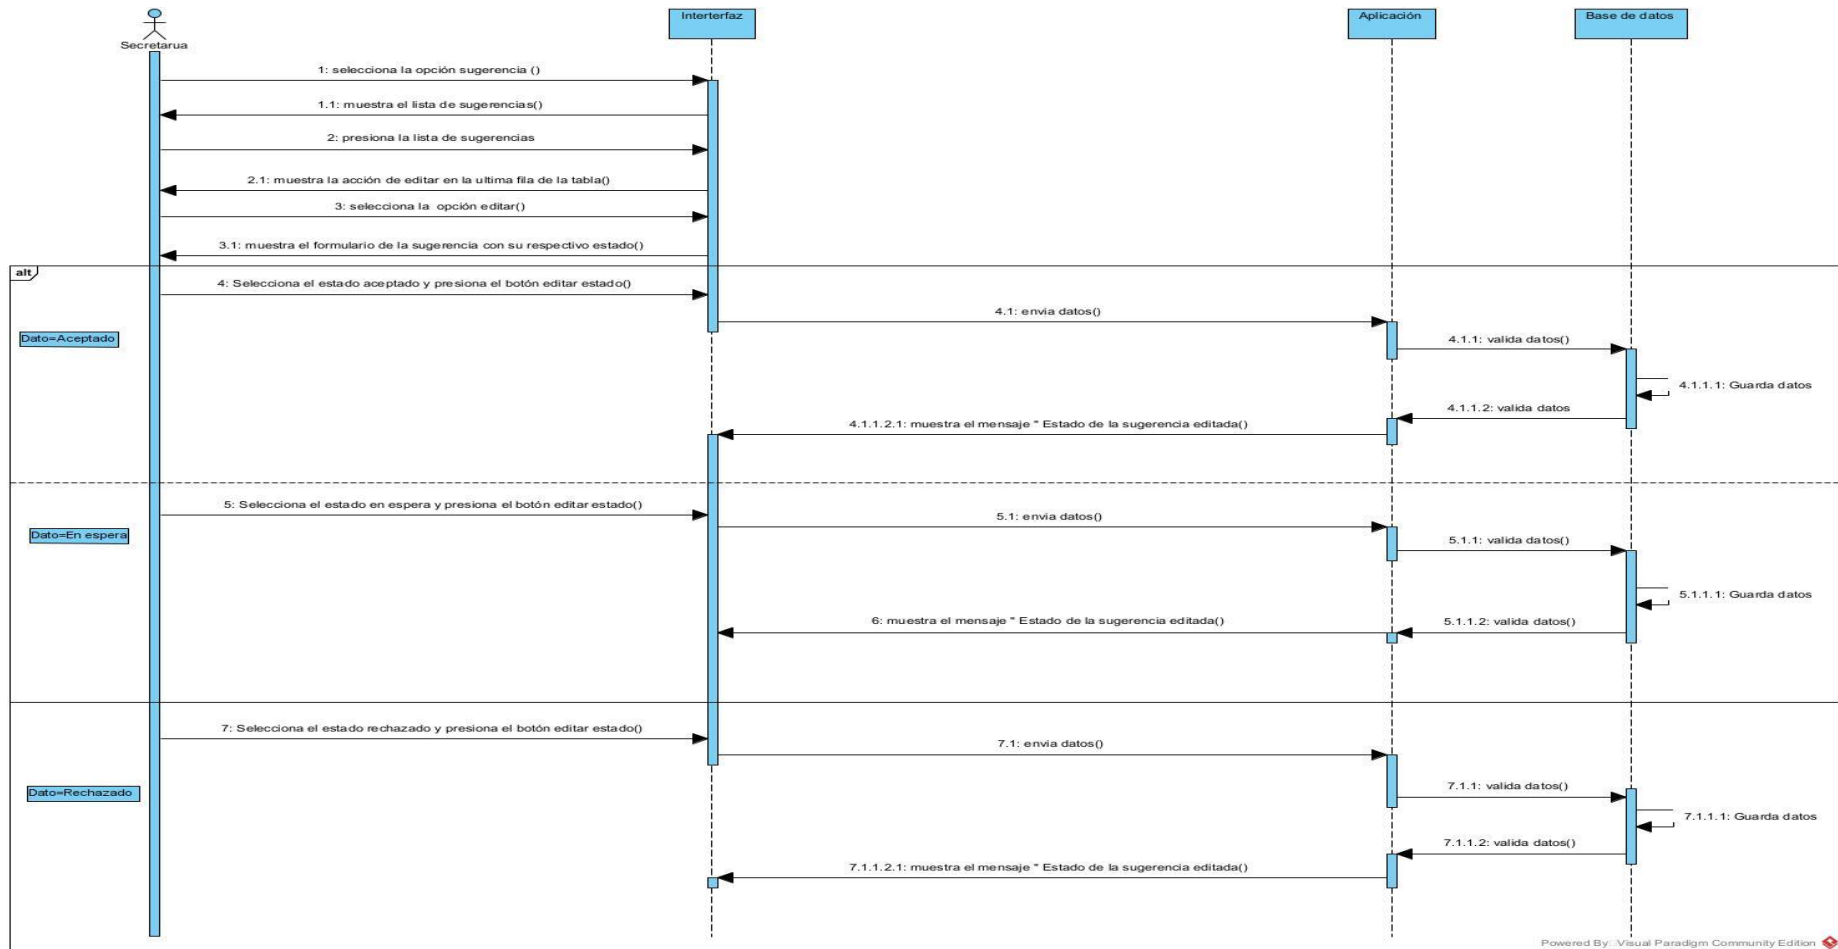 Secretarua
Interterfaz
Aplicación
Base de datos
1: selecciona la opción sugerencia ()
1.1: muestra el lista de sugerencias()
2: presiona la lista de sugerencias
2.1: muestra la acción de editar en la ultima fila de la tabla()
3: selecciona la opción editar()
3.1: muestra el formulario de la sugerencia con su respectivo estado()
alt
4: Selecciona el estado aceptado y presiona el botón editar estado()
4.1: envia datos()
Dato=Aceptado
4.1.1: valida datos()
4.1.1.1: Guarda datos
4.1.1.2: valida datos
4.1.1.2.1: muestra el mensaje " Estado de la sugerencia editada()
5: Selecciona el estado en espera y presiona el botón editar estado()
5.1: envia datos()
Dato=En espera
5.1.1: valida datos()
5.1.1.1: Guarda datos
6: muestra el mensaje " Estado de la sugerencia editada()
5.1.1.2: valida datos()
7: Selecciona el estado rechazado y presiona el botón editar estado()
7.1: envia datos()
Dato=Rechazado
7.1.1: valida datos()
7.1.1.1: Guarda datos
7.1.1.2: valida datos()
7.1.1.2.1: muestra el mensaje " Estado de la sugerencia editada()
Powered By Visual Paradigm Community Edition